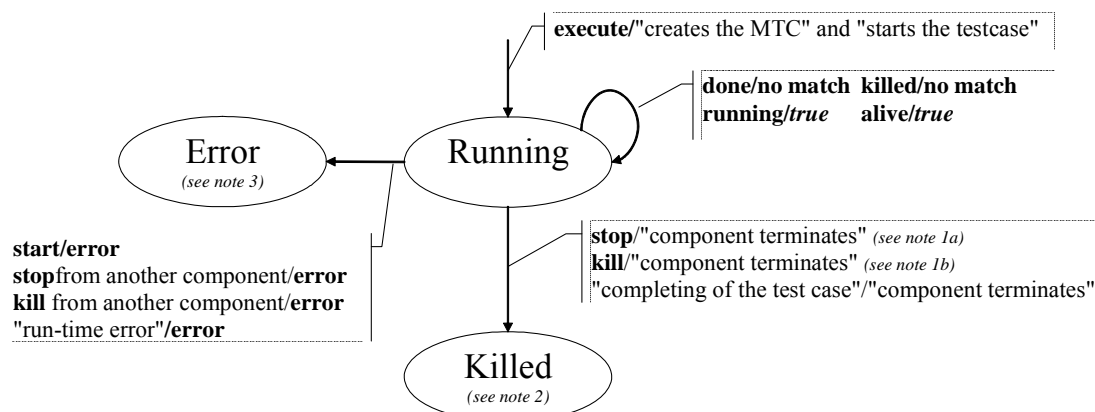 execute/"creates the MTC" and "starts the testcase"
done/no match killed/no match
running/true alive/true
Error
(see note 3)
Running
start/error
stopfrom another component/error
kill from another component/error
"run-time error"/error
stop/"component terminates" (see note 1a)
kill/"component terminates" (see note 1b)
"completing of the test case"/"component terminates"
Killed
(see note 2)